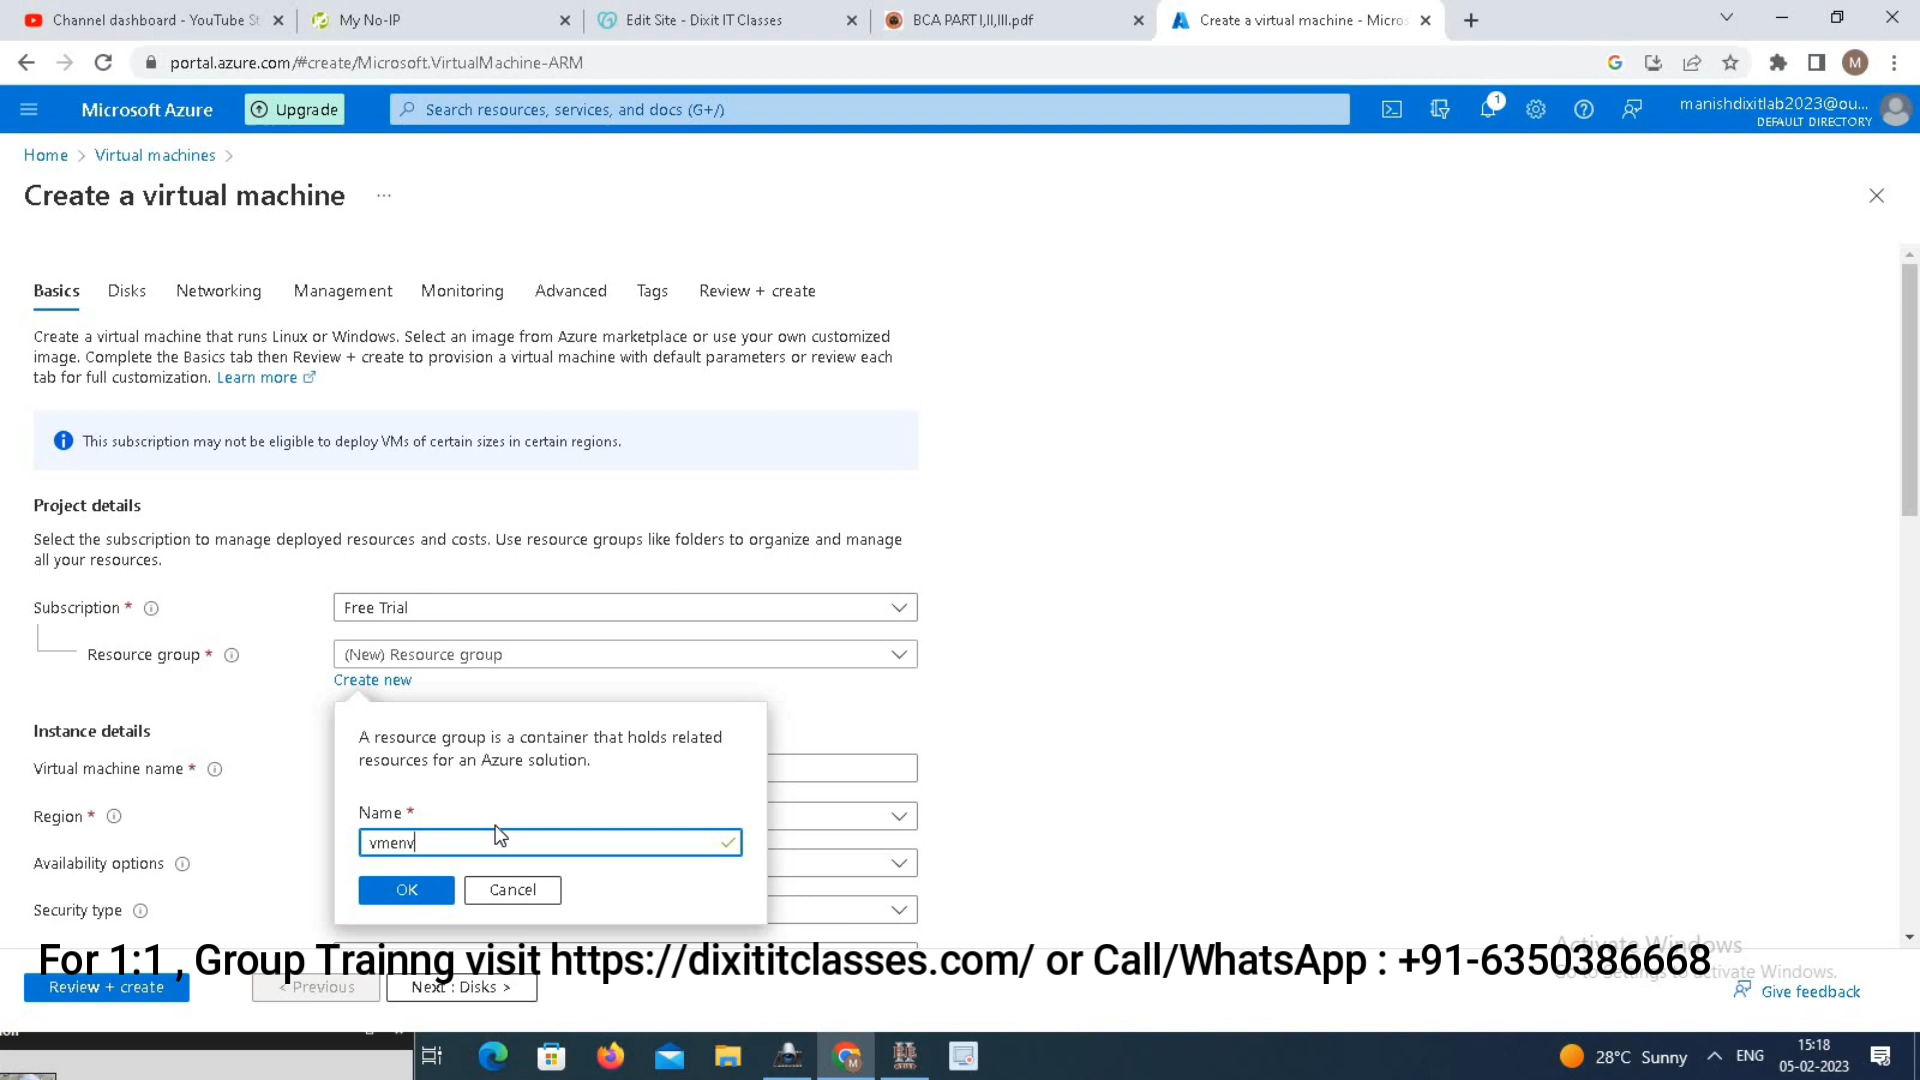 Channel dashboard - YouTube St
My No-IP
Edit Site - Dixit IT Classes
BCA PART I,II,III.pdf
Create a virtual machine - Micros
portal.azure.com/#create/Microsoft.VirtualMachine-ARM
M
Microsoft Azure
Upgrade
Search resources, services, and docs (G+/)
1
manishdixitlab2023@ou...
DEFAULT DIRECTORY
Home > Virtual machines >
Create a virtual machine ...
Basics Disks Networking Management Monitoring Advanced Tags Review + create
Create a virtual machine that runs Linux or Windows. Select an image from Azure marketplace or use your own customized
image. Complete the Basics tab then Review + create to provision a virtual machine with default parameters or review each
tab for full customization. Learn more
This subscription may not be eligible to deploy VMs of certain sizes in certain regions.
Project details
Select the subscription to manage deployed resources and costs. Use resource groups like folders to organize and manage
all your resources.
Subscription *
Free Trial
Resource group *
(New) Resource group
Create new
A resource group is a container that holds related
resources for an Azure solution.
Name *
vmenv
OK
Cancel
Instance details
Virtual machine name *
Region *
Availability options
Security type
For 1:1 , Group Trainng visit https://dixititclasses.com/ or Call/WhatsApp : +91-6350386668
Activate Windows
Review + create
< Previous
Next : Disks >
Give feedback
28°C Sunny
ENG
15:18
05-02-2023